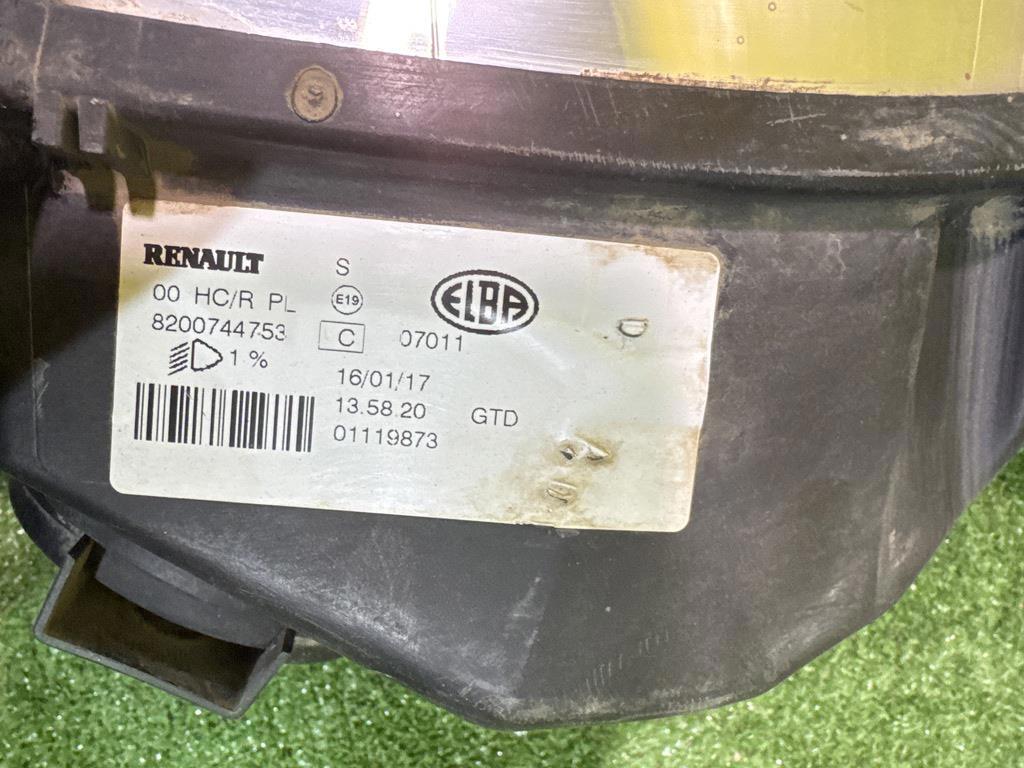 RENAULT S
00 HC/R PL E19 ELBA
8200744753 C 07011
1 %
16/01/17
13.58.20 GTD
01119873